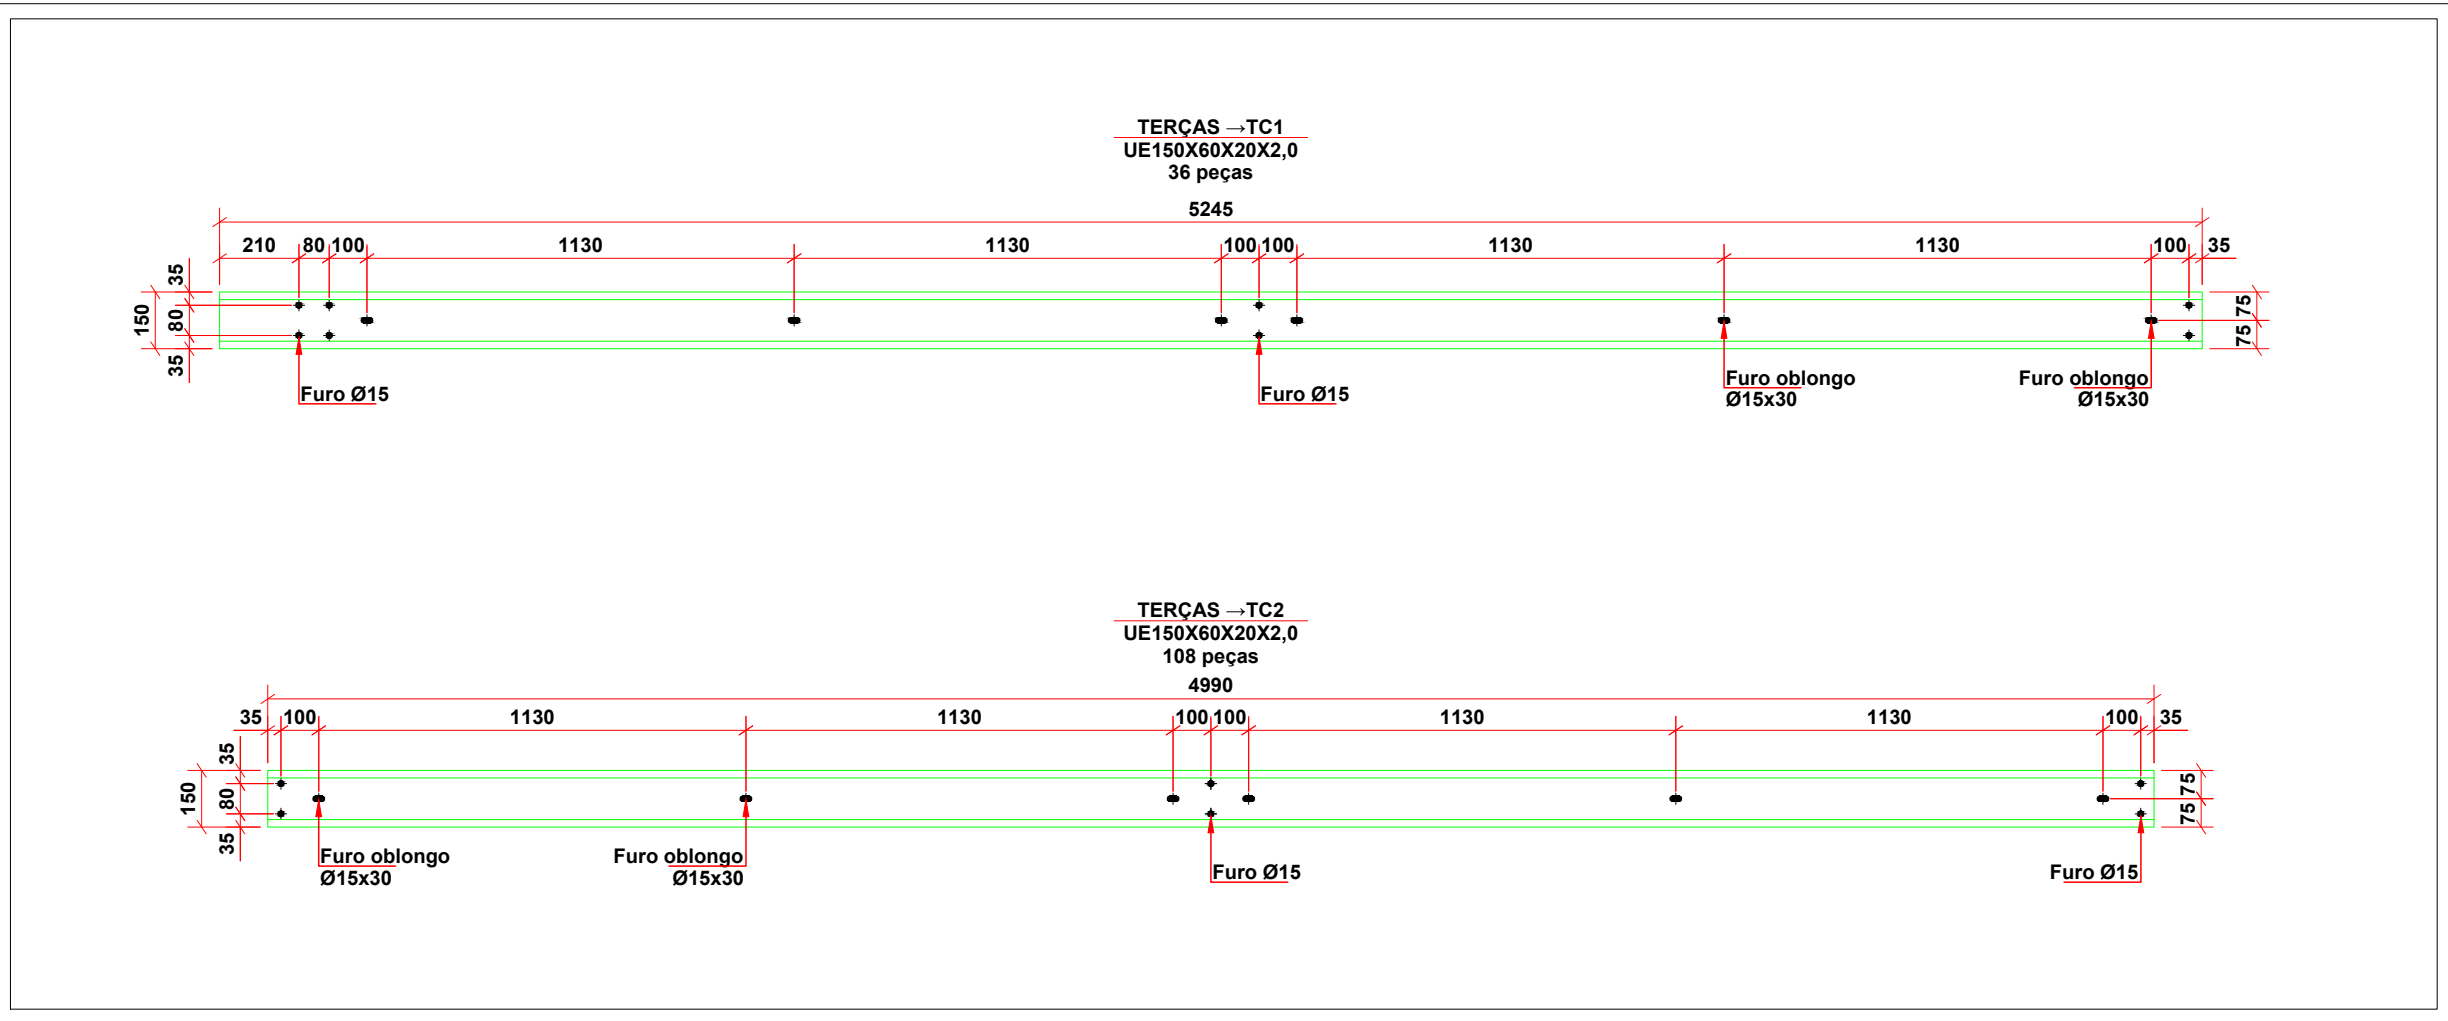 TERÇAS →TC1
UE150X60X20X2,0
36 peças
5245
210 80 100 1130 1130 100 100 1130 1130 100 35
35
150
80
35
75
75
Furo Ø15
Furo Ø15
Furo oblongo
Ø15x30
Furo oblongo
Ø15x30
TERÇAS →TC2
UE150X60X20X2,0
108 peças
4990
35 100 1130 1130 100 100 1130 1130 100 35
35
150
80
35
75
75
Furo oblongo
Ø15x30
Furo oblongo
Ø15x30
Furo Ø15
Furo Ø15